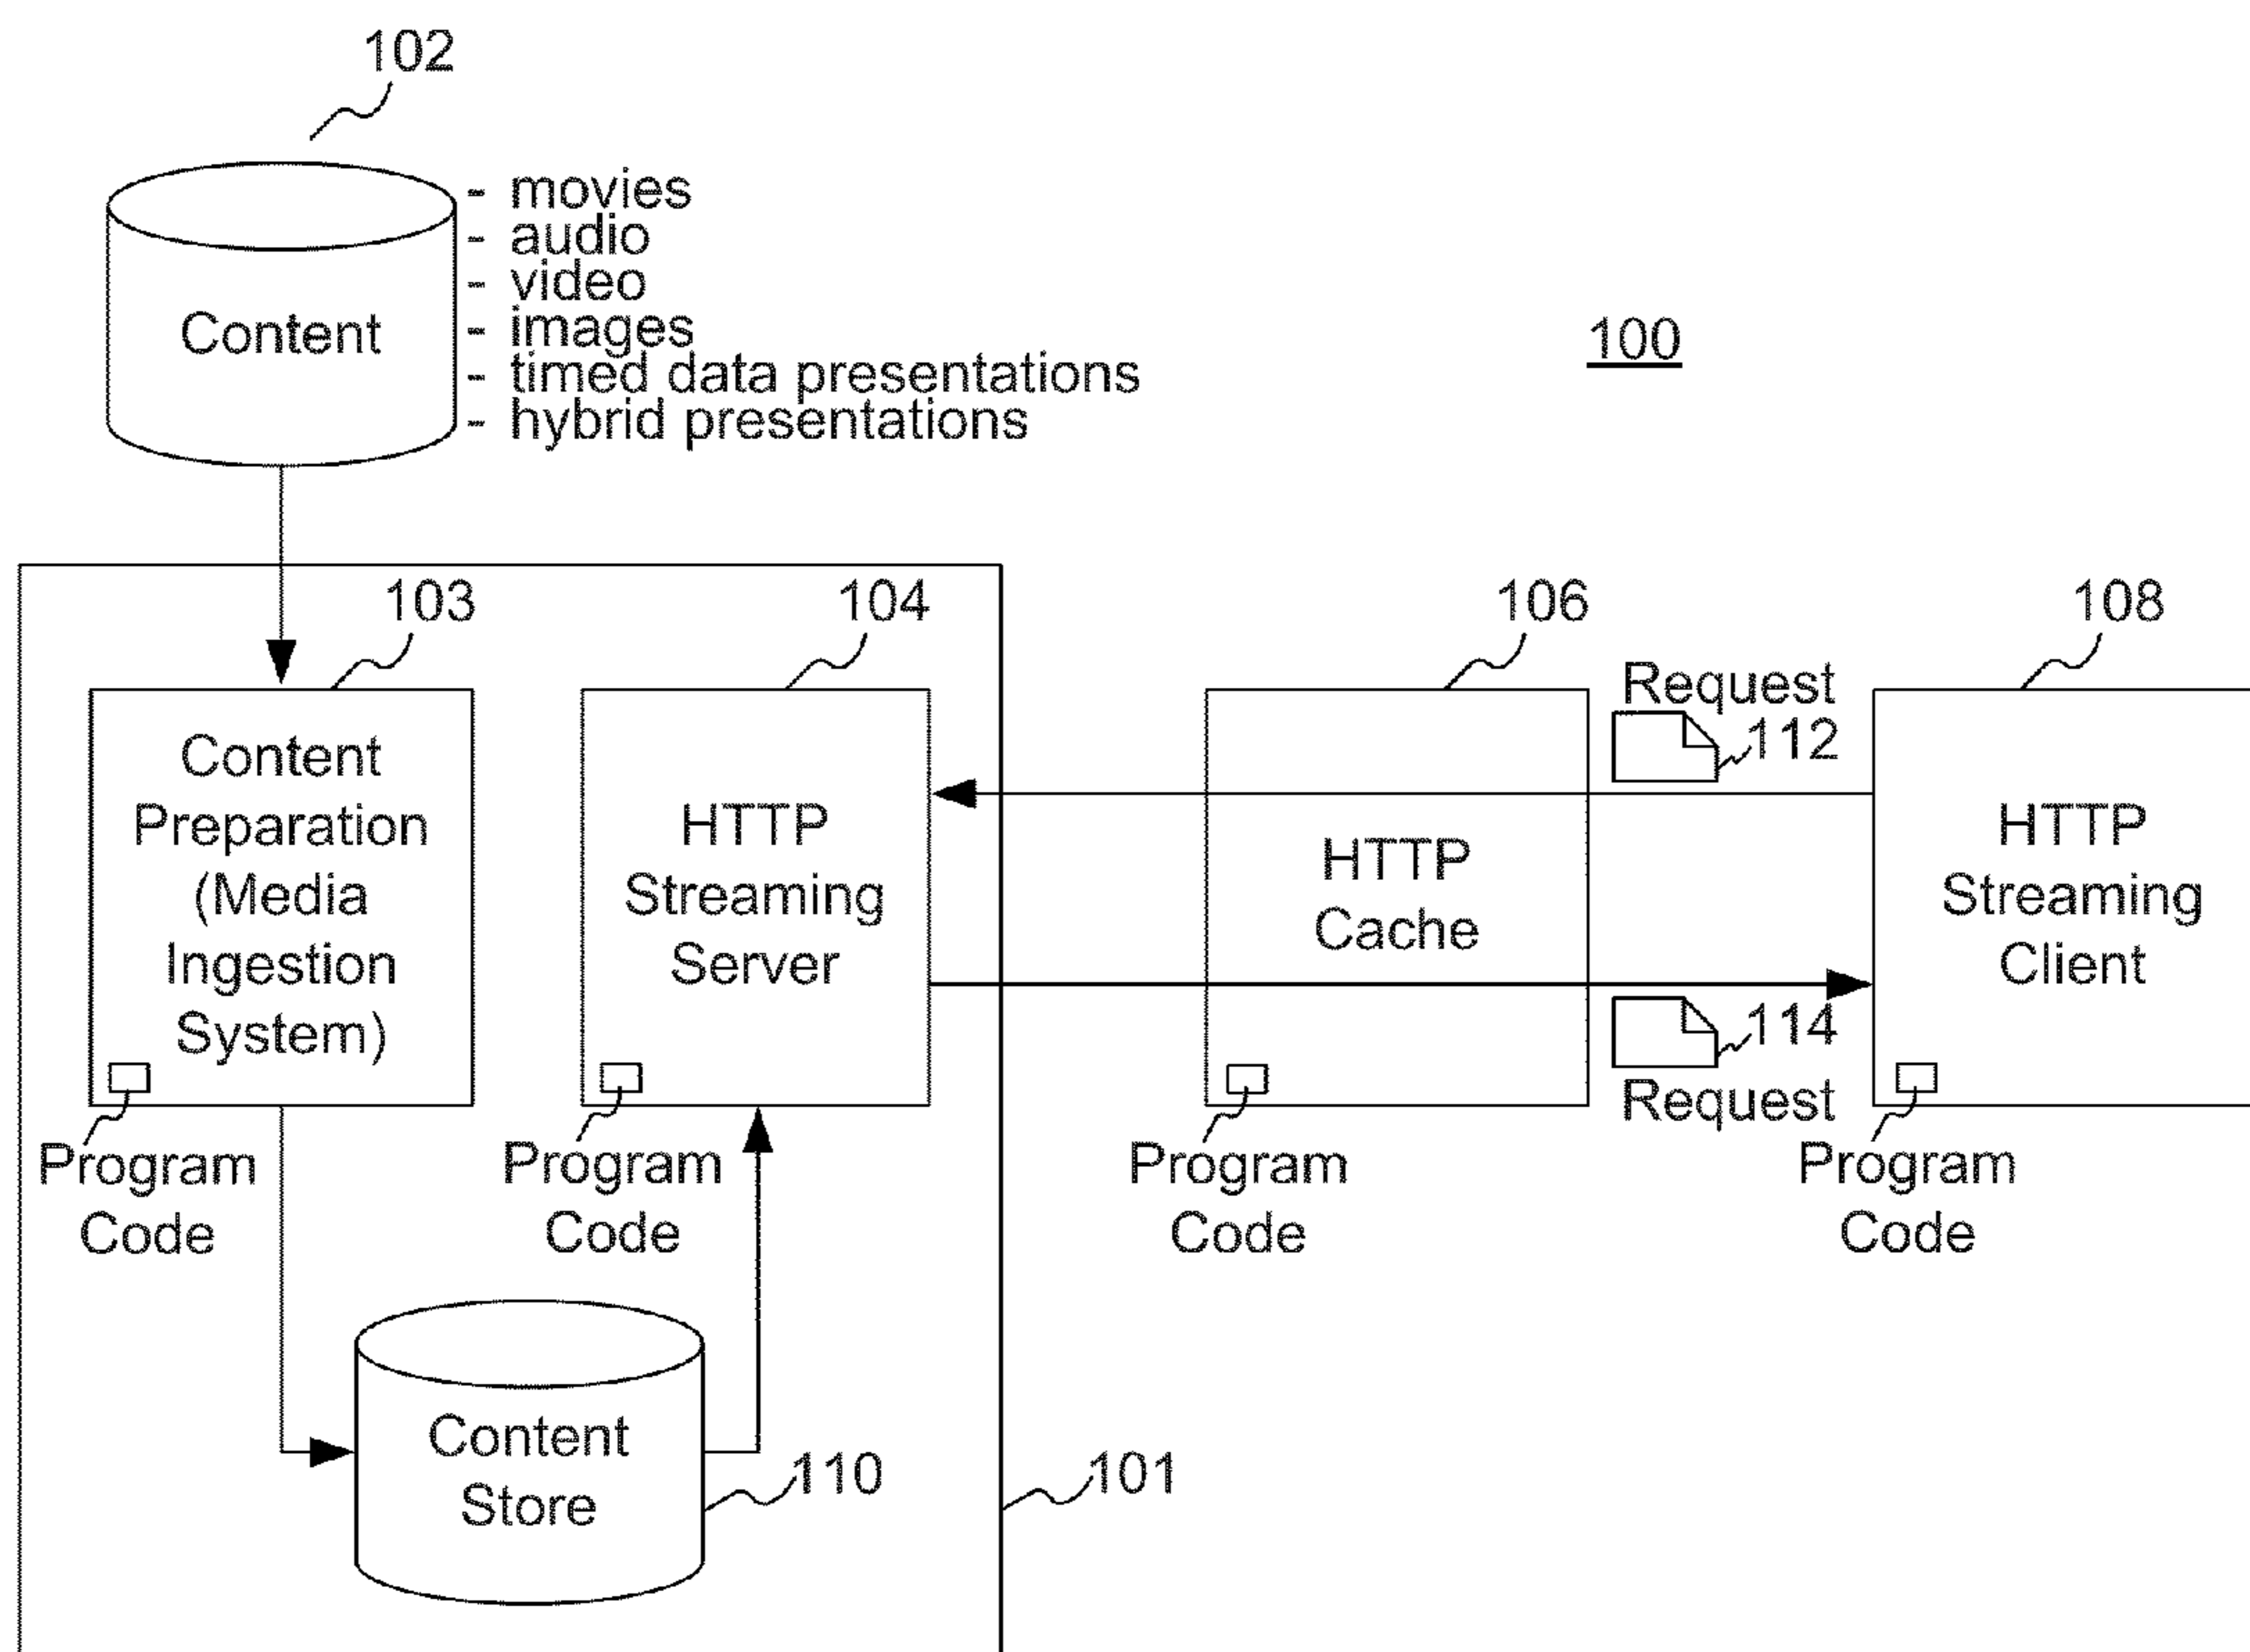 102
Content
- movies
- audio
- video
- images
- timed data presentations
- hybrid presentations
100
103
104
106
108
Content
Preparation
(Media
Ingestion
System)
Program
Code
HTTP
Streaming
Server
Program
Code
HTTP
Cache
Program
Code
Request
112
114
Request
HTTP
Streaming
Client
Program
Code
Content
Store
110
101